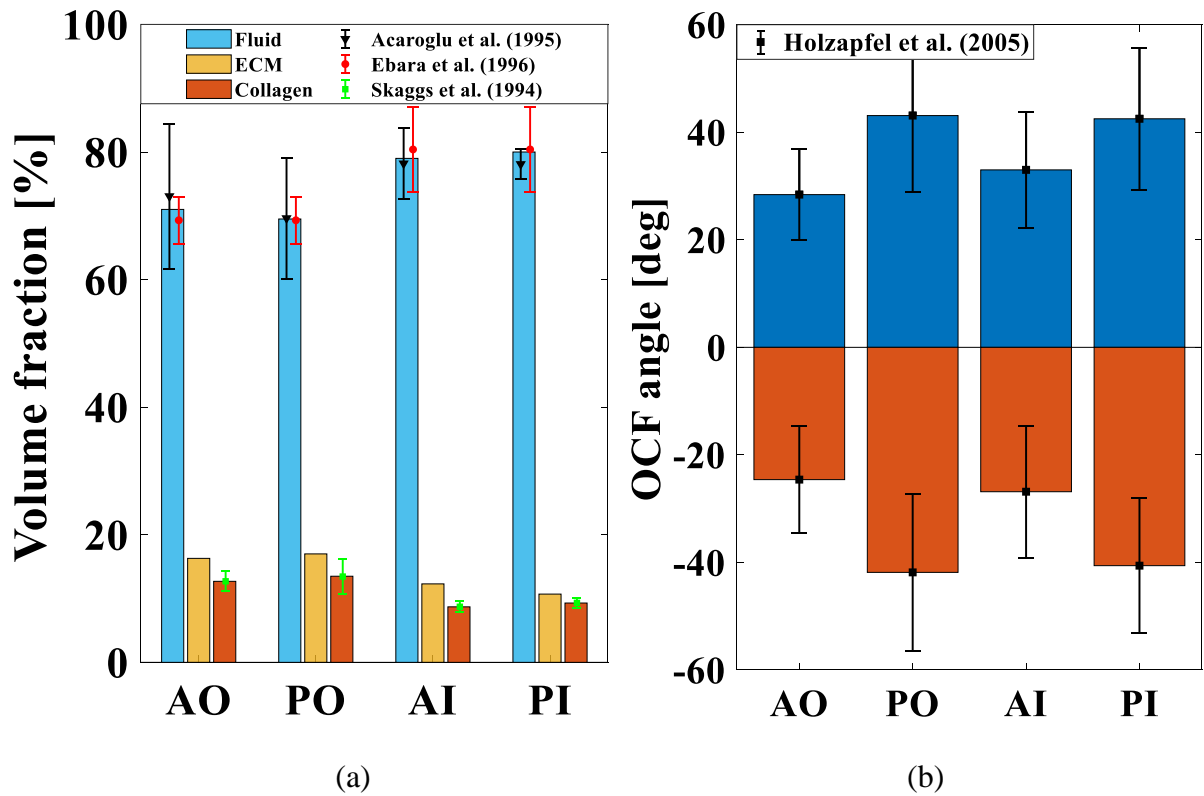 100
80
60
40
20
0
Volume fraction [%]
Fluid
ECM
Collagen
Acaroglu et al. (1995)
Ebara et al. (1996)
Skaggs et al. (1994)
AO PO AI PI
(a)
60
40
20
0
-20
-40
-60
OCF angle [deg]
Holzapfel et al. (2005)
AO PO AI PI
(b)